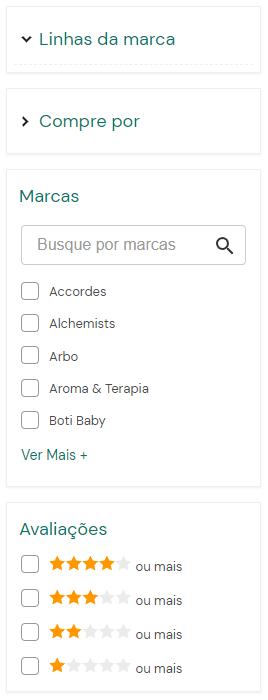 Linhas da marca
Compre por
Marcas
Busque por marcas
Accordes
Alchemists
Arbo
Aroma & Terapia
Boti Baby
Ver Mais +
Avaliações
ou mais
ou mais
ou mais
ou mais